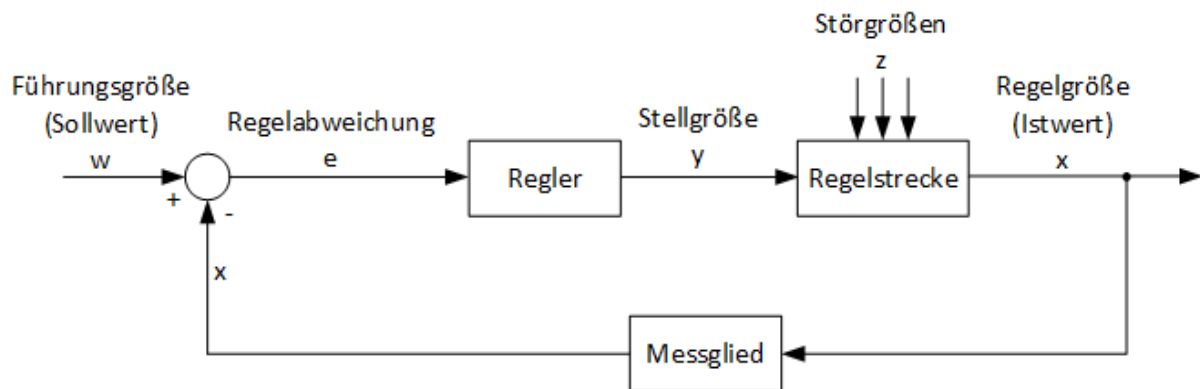 Störgrößen
z
Führungsgröße
(Sollwert)
w
Regelabweichung
e
Stellgröße
y
Regelgröße
(Istwert)
x
+
-
Regler
Regelstrecke
x
Messglied